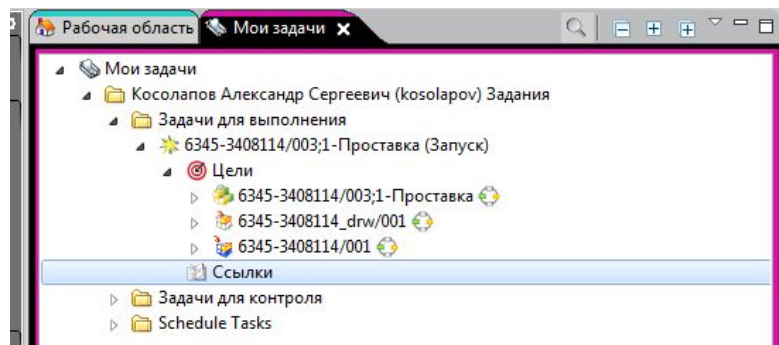 Рабочая область Мои задачи
Мои задачи
Косолапов Александр Сергеевич (kosolapov) Задания
Задачи для выполнения
6345-3408114/003;1-Проставка (Запуск)
Цели
6345-3408114/003;1-Проставка
6345-3408114_drw/001
6345-3408114/001
Ссылки
Задачи для контроля
Schedule Tasks